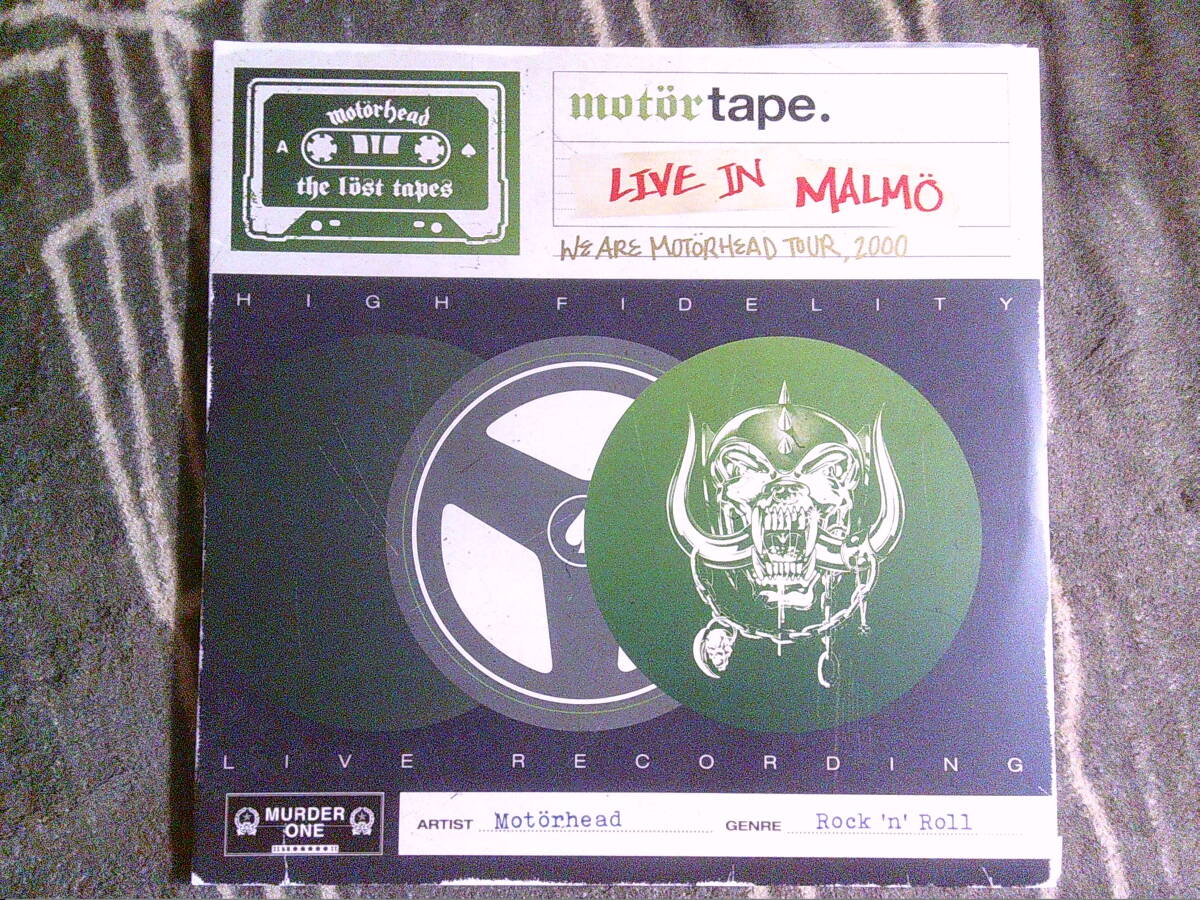 motörhead
A
the löst tapes
motörtape.
LIVE IN MALMÖ
WE ARE MOTÖRHEAD TOUR, 2000
HIGH FIDELITY
LIVE RECORDING
MURDER
ONE
ARTIST Motörhead GENRE Rock 'n' Roll